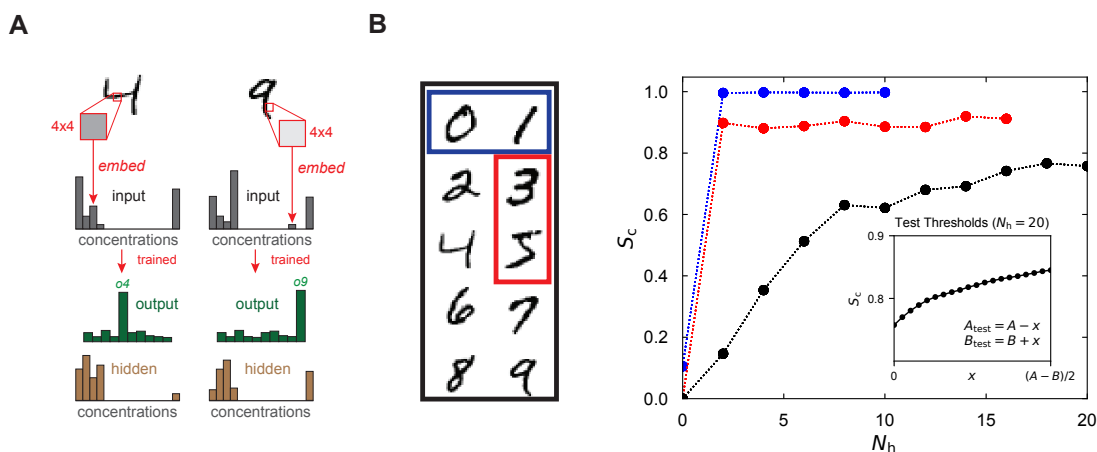 A
B
4
9
4x4
4x4
embed
embed
input
input
concentrations
concentrations
trained
trained
o4
o9
output
output
hidden
hidden
concentrations
concentrations
0 1
2 3
4 5
6 7
8 9
1.0
0.8
0.6
0.4
0.2
0.0
S_c
0
5
10
15
20
N_h
Test Thresholds (N_h = 20)
0.9
0.8
S_c
A_test = A − x
B_test = B + x
0
x
(A − B)/2